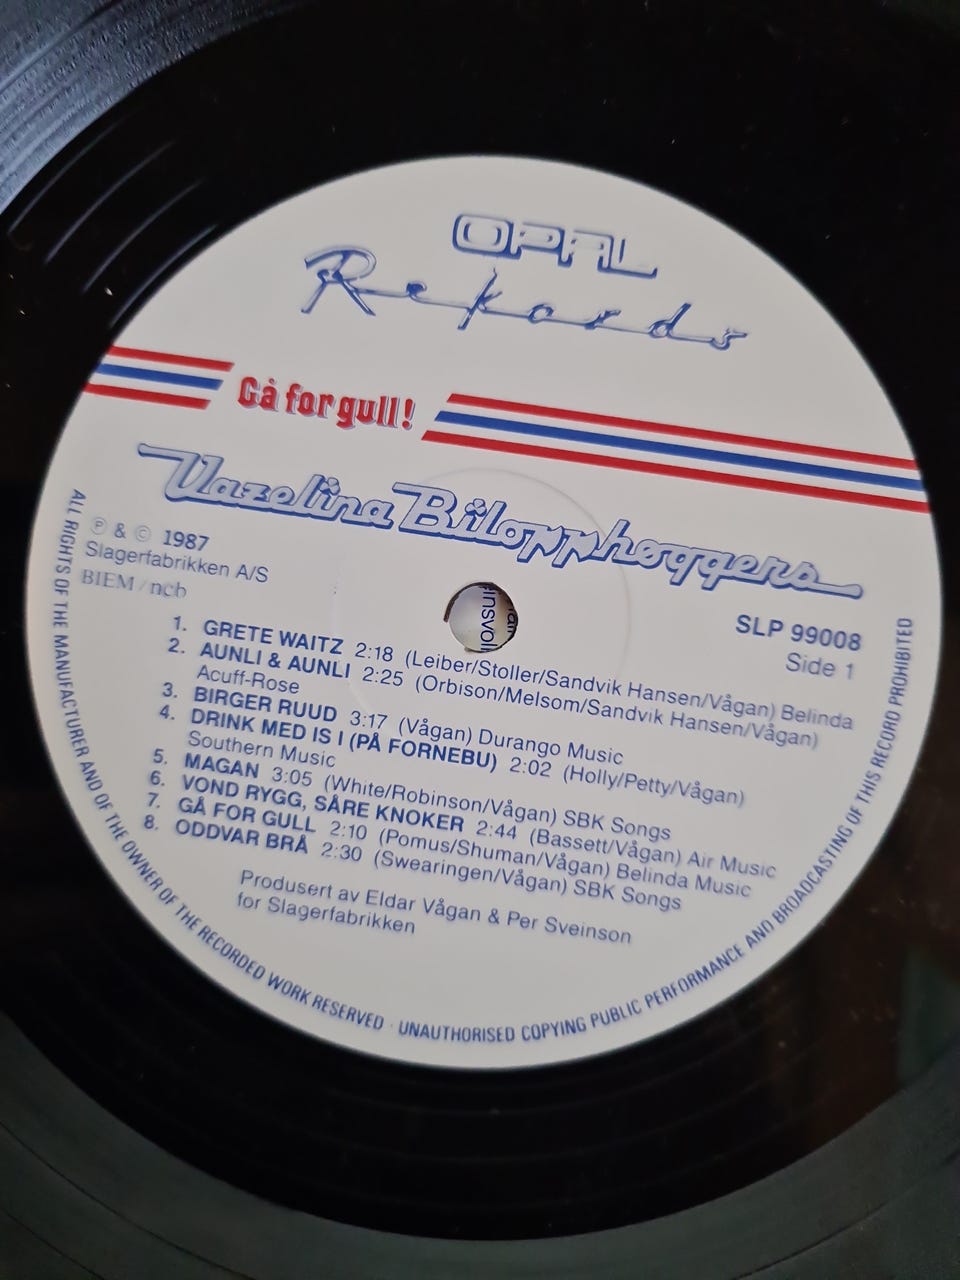 OPAL
Rekords
Gå for gull!
Vazelina Bilopphøggers
Ⓟ & © 1987
Slagerfabrikken A/S
BIEM / ncb
SLP 99008
Side 1
1. GRETE WAITZ 2:18 (Leiber/Stoller/Sandvik Hansen/Vågan) Belinda
2. AUNLI & AUNLI 2:25 (Orbison/Melsom/Sandvik Hansen/Vågan)
Acuff-Rose
3. BIRGER RUUD 3:17 (Vågan) Durango Music
4. DRINK MED IS I (PÅ FORNEBU) 2:02 (Holly/Petty/Vågan)
Southern Music
5. MAGAN 3:05 (White/Robinson/Vågan) SBK Songs
6. VOND RYGG, SÅRE KNOKER 2:44 (Bassett/Vågan) Air Music
7. GÅ FOR GULL 2:10 (Pomus/Shuman/Vågan) Belinda Music
8. ODDVAR BRÅ 2:30 (Swearingen/Vågan) SBK Songs
Produsert av Eldar Vågan & Per Sveinson
for Slagerfabrikken
ALL RIGHTS OF THE MANUFACTURER AND OF THE OWNER OF THE RECORDED WORK RESERVED · UNAUTHORISED COPYING PUBLIC PERFORMANCE AND BROADCASTING OF THIS RECORD PROHIBITED